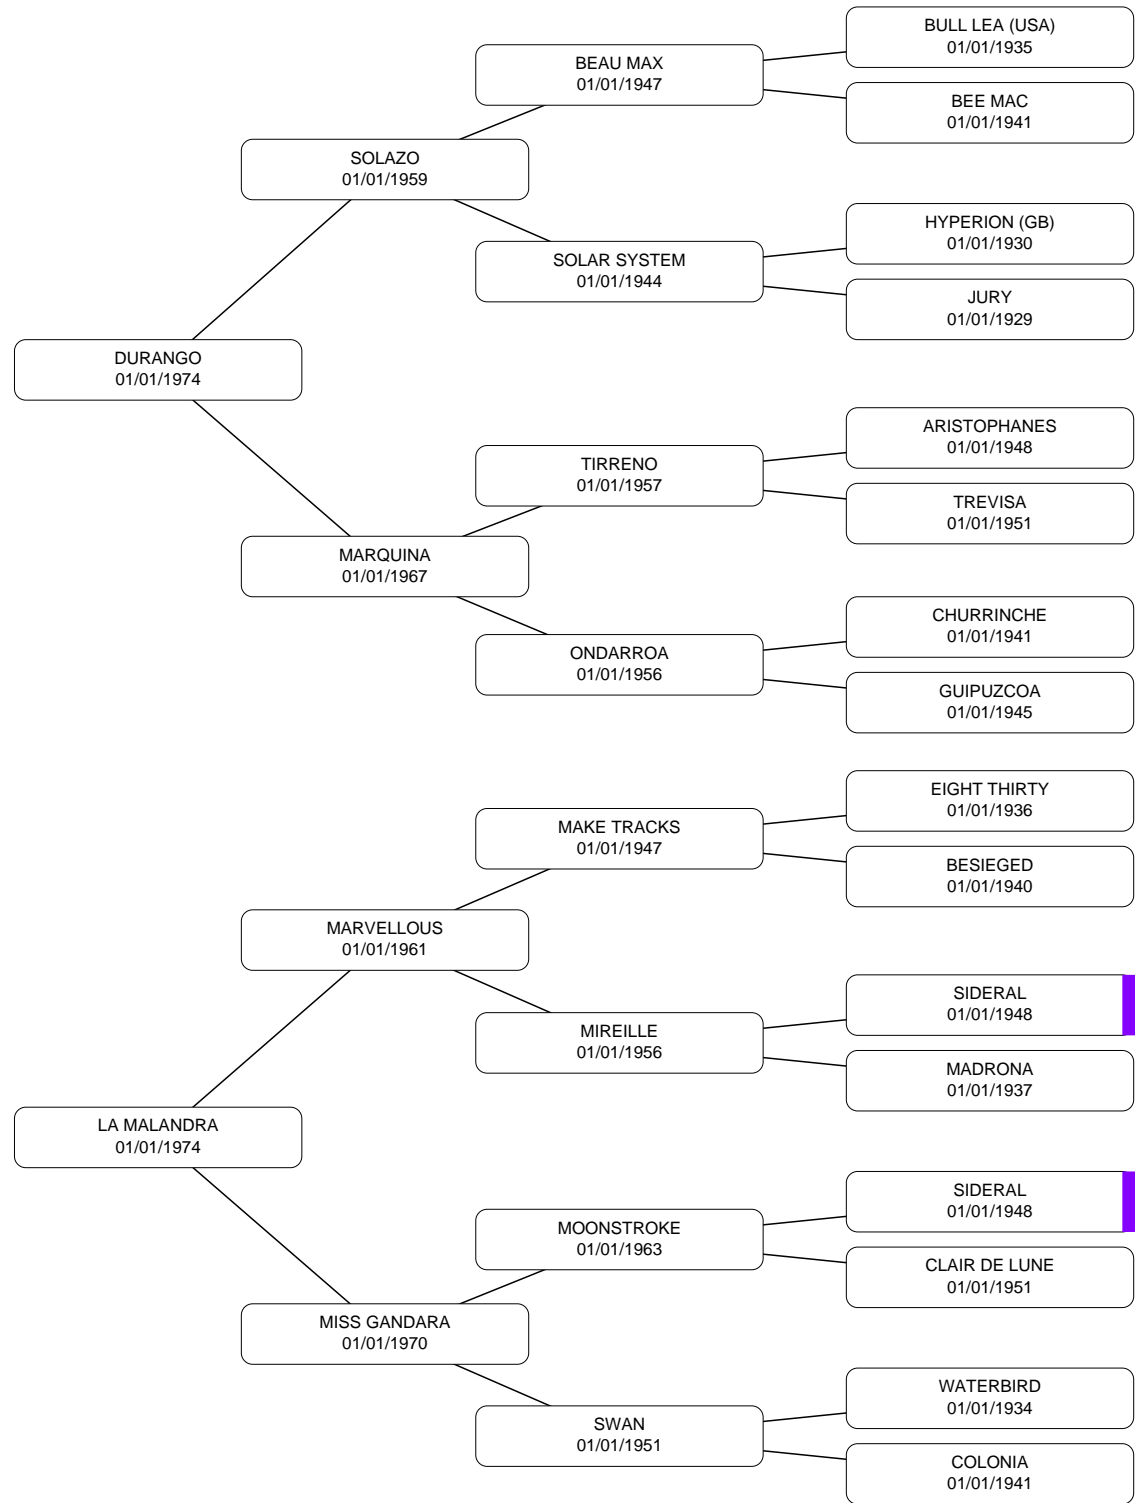 BULL LEA (USA)
01/01/1935
BEAU MAX
01/01/1947
BEE MAC
01/01/1941
SOLAZO
01/01/1959
HYPERION (GB)
01/01/1930
SOLAR SYSTEM
01/01/1944
JURY
01/01/1929
DURANGO
01/01/1974
ARISTOPHANES
01/01/1948
TIRRENO
01/01/1957
TREVISA
01/01/1951
MARQUINA
01/01/1967
CHURRINCHE
01/01/1941
ONDARROA
01/01/1956
GUIPUZCOA
01/01/1945
EIGHT THIRTY
01/01/1936
MAKE TRACKS
01/01/1947
BESIEGED
01/01/1940
MARVELLOUS
01/01/1961
SIDERAL
01/01/1948
MIREILLE
01/01/1956
MADRONA
01/01/1937
LA MALANDRA
01/01/1974
SIDERAL
01/01/1948
MOONSTROKE
01/01/1963
CLAIR DE LUNE
01/01/1951
MISS GANDARA
01/01/1970
WATERBIRD
01/01/1934
SWAN
01/01/1951
COLONIA
01/01/1941